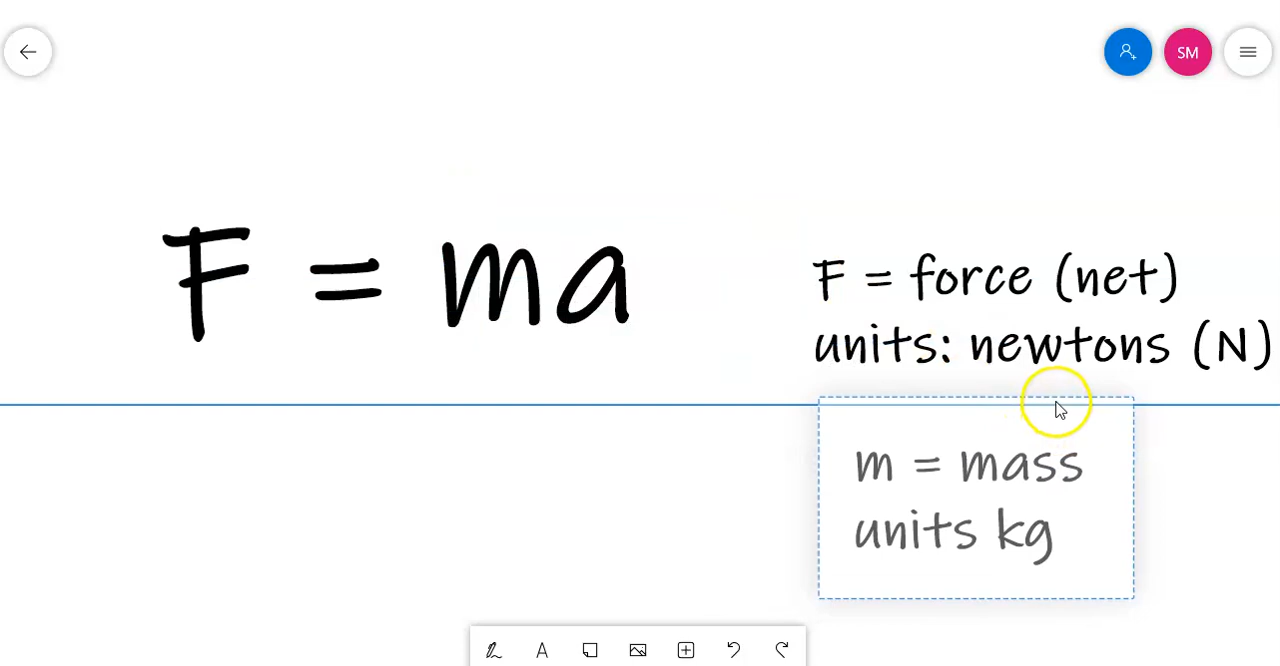 SM
F = ma
F = force (net)
units: newtons (N)
m = mass
units kg
A